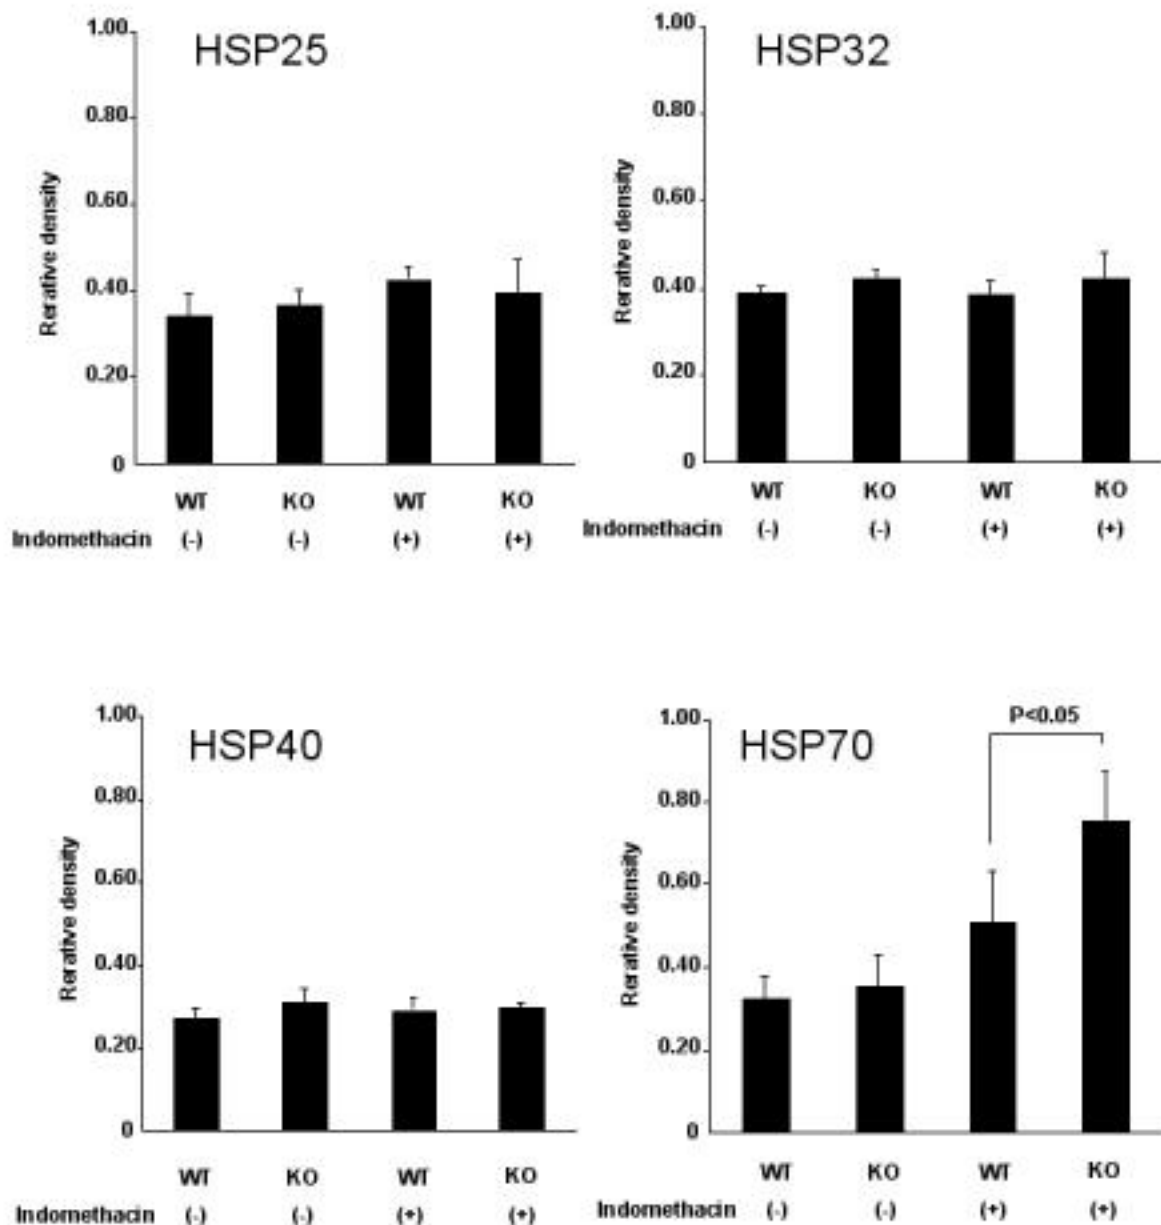 HSP25
1.00
0.80
0.60
0.40
0.20
0
Rerative density
WT KO WT KO
Indomethacin (-) (-) (+) (+)
HSP32
1.00
0.80
0.60
0.40
0.20
0
Rerative density
WT KO WT KO
Indomethacin (-) (-) (+) (+)
HSP40
1.00
0.80
0.60
0.40
0.20
0
Rerative density
WT KO WT KO
Indomethacin (-) (-) (+) (+)
HSP70
P<0.05
1.00
0.80
0.60
0.40
0.20
0
Rerative density
WT KO WT KO
Indomethacin (-) (-) (+) (+)